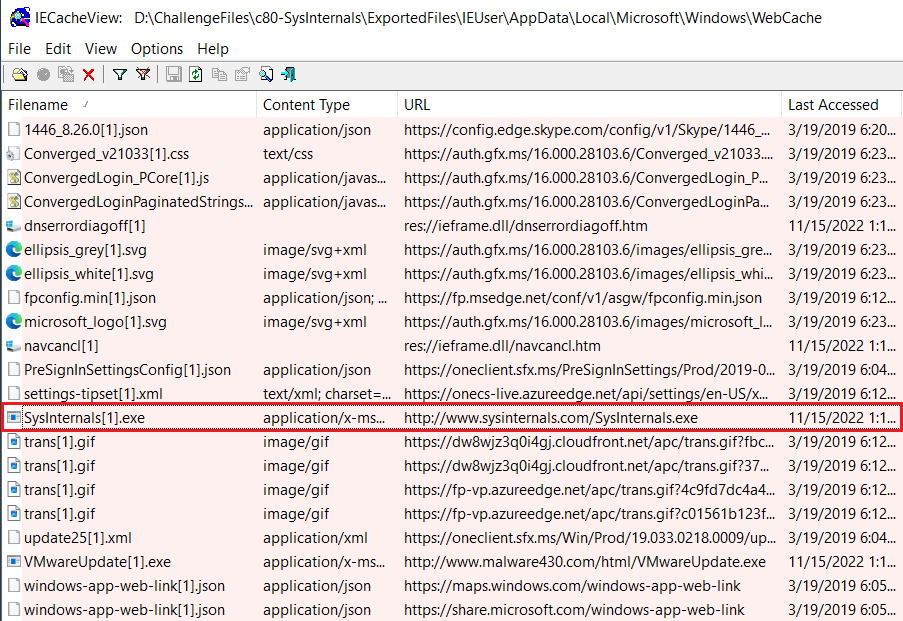 IECacheView: D:\ChallengeFiles\c80-SysInternals\ExportedFiles\IEUser\AppData\Local\Microsoft\Windows\WebCache
File Edit View Options Help
Filename Content Type URL Last Accessed
1446_8.26.0[1].json application/json https://config.edge.skype.com/config/v1/Skype/1446_... 3/19/2019 6:20...
Converged_v21033[1].css text/css https://auth.gfx.ms/16.000.28103.6/Converged_v21033.... 3/19/2019 6:23...
ConvergedLogin_PCore[1].js application/javas... https://auth.gfx.ms/16.000.28103.6/ConvergedLogin_P... 3/19/2019 6:23...
ConvergedLoginPaginatedStrings... application/javas... https://auth.gfx.ms/16.000.28103.6/ConvergedLoginPa... 3/19/2019 6:23...
dnserrordiagoff[1] res://ieframe.dll/dnserrordiagoff.htm 11/15/2022 1:1...
ellipsis_grey[1].svg image/svg+xml https://auth.gfx.ms/16.000.28103.6/images/ellipsis_gre... 3/19/2019 6:23...
ellipsis_white[1].svg image/svg+xml https://auth.gfx.ms/16.000.28103.6/images/ellipsis_whi... 3/19/2019 6:23...
fpconfig.min[1].json application/json; ... https://fp.msedge.net/conf/v1/asgw/fpconfig.min.json 3/19/2019 6:12...
microsoft_logo[1].svg image/svg+xml https://auth.gfx.ms/16.000.28103.6/images/microsoft_l... 3/19/2019 6:23...
navcancl[1] res://ieframe.dll/navcancl.htm 11/15/2022 1:1...
PreSignInSettingsConfig[1].json application/json https://oneclient.sfx.ms/PreSignInSettings/Prod/2019-0... 3/19/2019 6:04...
settings-tipset[1].xml text/xml; charset=... https://onecs-live.azureedge.net/api/settings/en-US/x... 3/19/2019 6:12...
SysInternals[1].exe application/x-ms... http://www.sysinternals.com/SysInternals.exe 11/15/2022 1:1...
trans[1].gif image/gif https://dw8wjz3q0i4gj.cloudfront.net/apc/trans.gif?fbc... 3/19/2019 6:12...
trans[1].gif image/gif https://dw8wjz3q0i4gj.cloudfront.net/apc/trans.gif?37... 3/19/2019 6:12...
trans[1].gif image/gif https://fp-vp.azureedge.net/apc/trans.gif?4c9fd7dc4a4... 3/19/2019 6:12...
trans[1].gif image/gif https://fp-vp.azureedge.net/apc/trans.gif?c01561b123f... 3/19/2019 6:12...
update25[1].xml application/xml https://oneclient.sfx.ms/Win/Prod/19.033.0218.0009/up... 3/19/2019 6:04...
VMwareUpdate[1].exe application/x-ms... http://www.malware430.com/html/VMwareUpdate.exe 11/15/2022 1:1...
windows-app-web-link[1].json application/json https://maps.windows.com/windows-app-web-link 3/19/2019 6:05...
windows-app-web-link[1].json application/json https://share.microsoft.com/windows-app-web-link 3/19/2019 6:05...